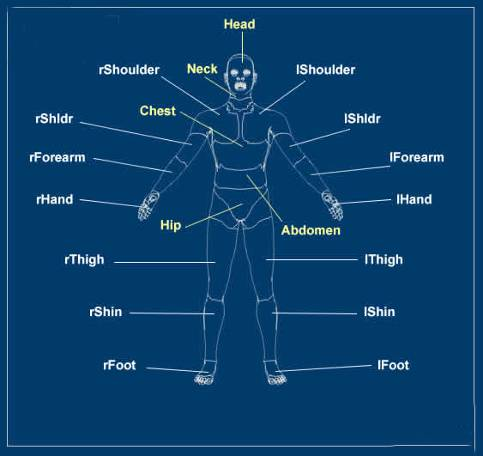 Head
rShoulder
Neck
lShoulder
Chest
rShldr
lShldr
rForearm
lForearm
rHand
lHand
Hip
Abdomen
rThigh
lThigh
rShin
lShin
rFoot
lFoot